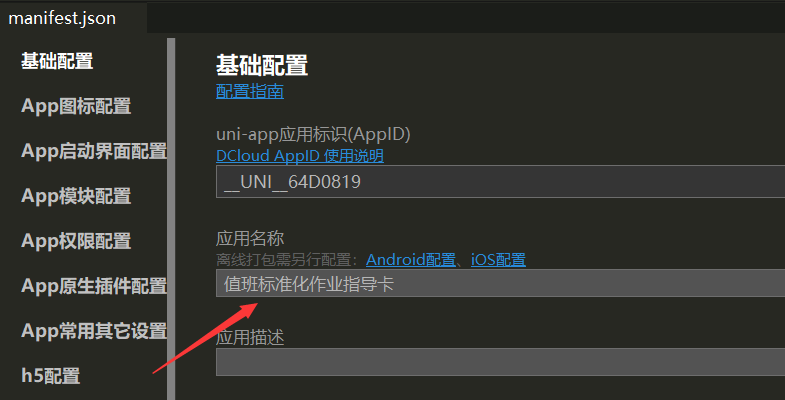 manifest.json
基础配置
App图标配置
App启动界面配置
App模块配置
App权限配置
App原生插件配置
App常用其它设置
h5配置
基础配置
配置指南
uni-app应用标识(AppID)
DCloud AppID 使用说明
__UNI__64D0819
应用名称
离线打包需另行配置：Android配置、iOS配置
值班标准化作业指导卡
应用描述